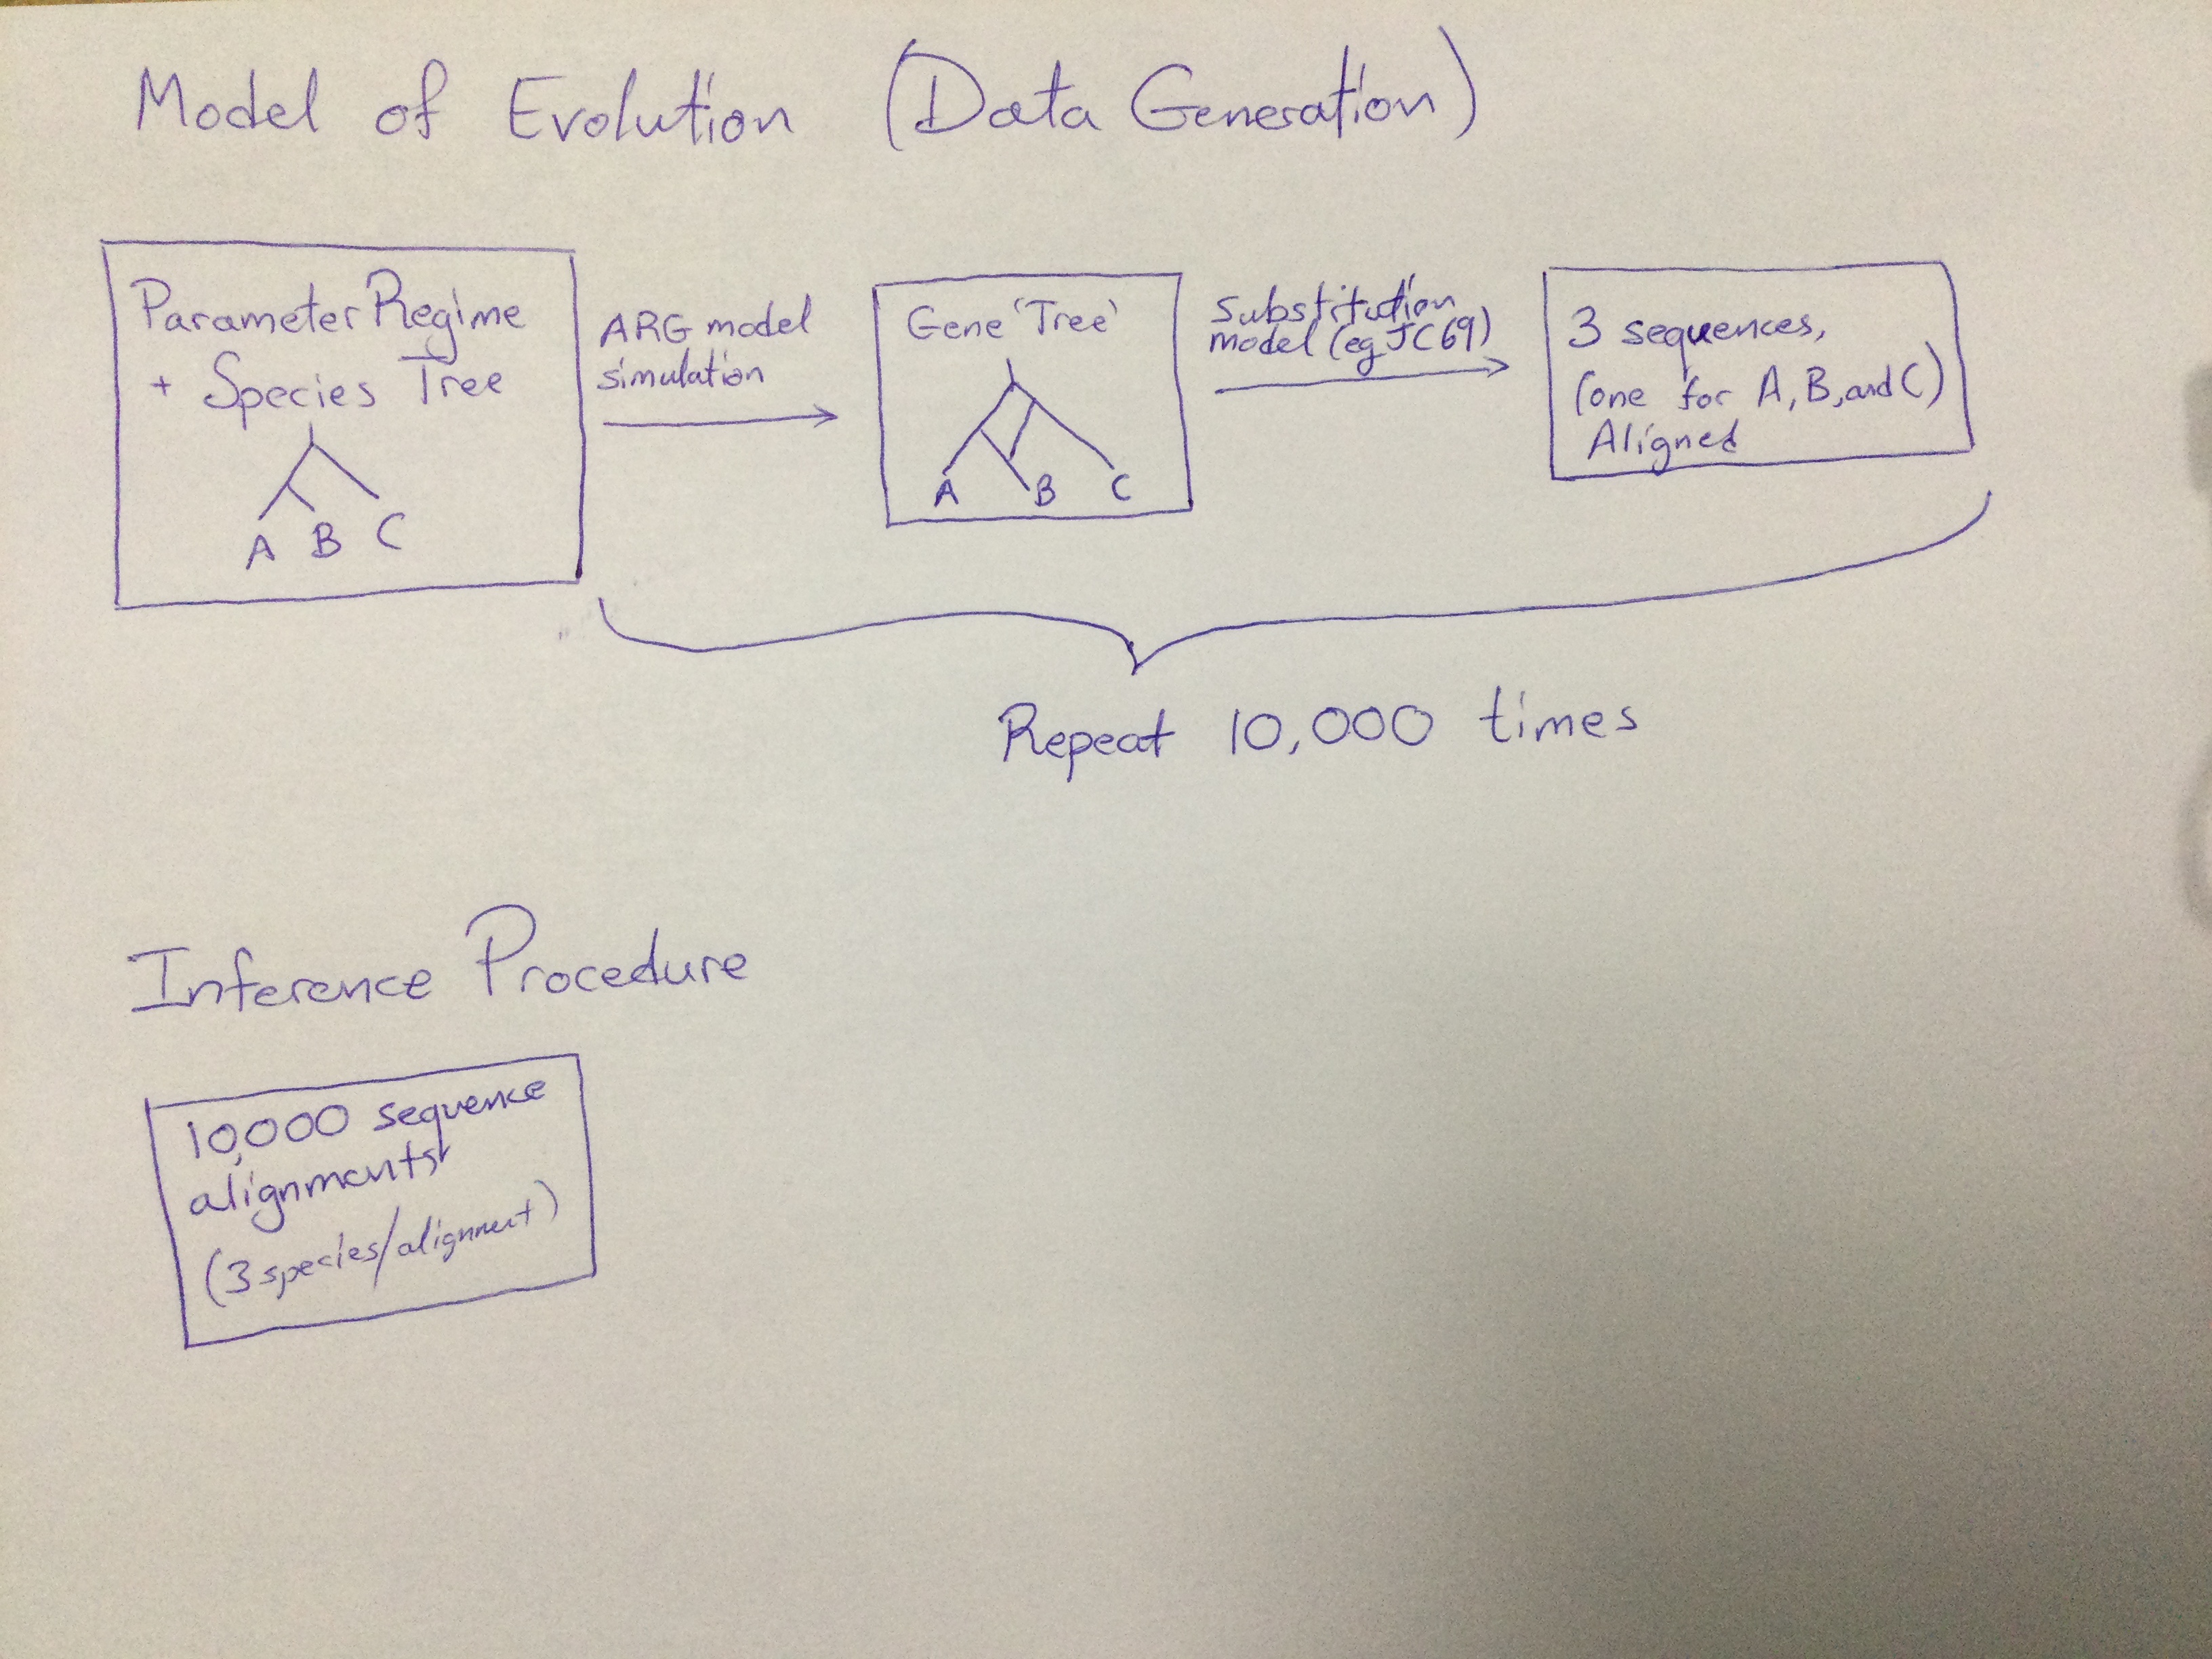 Model of Evolution (Data Generation)
Parameter Regime
+ Species Tree
A B C
ARG model
simulation
Gene 'Tree'
A B C
Substitution
model (eg JC69)
3 sequences,
(one for A, B, and C)
Aligned
Repeat 10,000 times
Inference Procedure
10,000 sequence
alignments
(3 species/alignment)